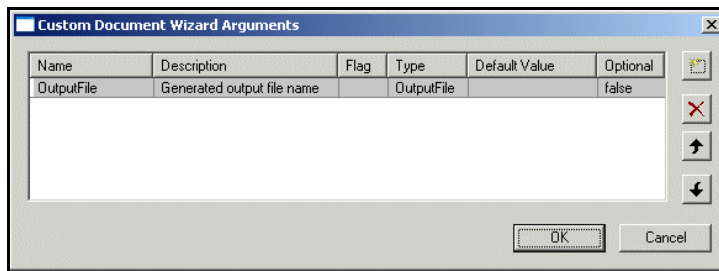 Custom Document Wizard Arguments
Name Description Flag Type Default Value Optional
OutputFile Generated output file name OutputFile false
OK Cancel